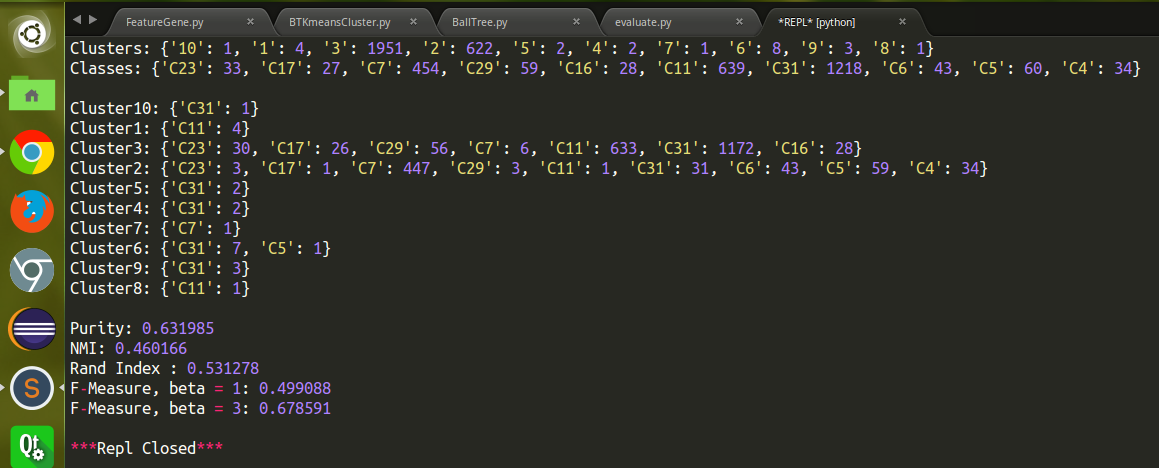 FeatureGene.py × BTKmeansCluster.py × BallTree.py × evaluate.py × *REPL* [python] ×
Clusters: {'10': 1, '1': 4, '3': 1951, '2': 622, '5': 2, '4': 2, '7': 1, '6': 8, '9': 3, '8': 1}
Classes: {'C23': 33, 'C17': 27, 'C7': 454, 'C29': 59, 'C16': 28, 'C11': 639, 'C31': 1218, 'C6': 43, 'C5': 60, 'C4': 34}
Cluster10: {'C31': 1}
Cluster1: {'C11': 4}
Cluster3: {'C23': 30, 'C17': 26, 'C29': 56, 'C7': 6, 'C11': 633, 'C31': 1172, 'C16': 28}
Cluster2: {'C23': 3, 'C17': 1, 'C7': 447, 'C29': 3, 'C11': 1, 'C31': 31, 'C6': 43, 'C5': 59, 'C4': 34}
Cluster5: {'C31': 2}
Cluster4: {'C31': 2}
Cluster7: {'C7': 1}
Cluster6: {'C31': 7, 'C5': 1}
Cluster9: {'C31': 3}
Cluster8: {'C11': 1}
Purity: 0.631985
NMI: 0.460166
Rand Index : 0.531278
F-Measure, beta = 1: 0.499088
F-Measure, beta = 3: 0.678591
***Repl Closed***
S
Qt